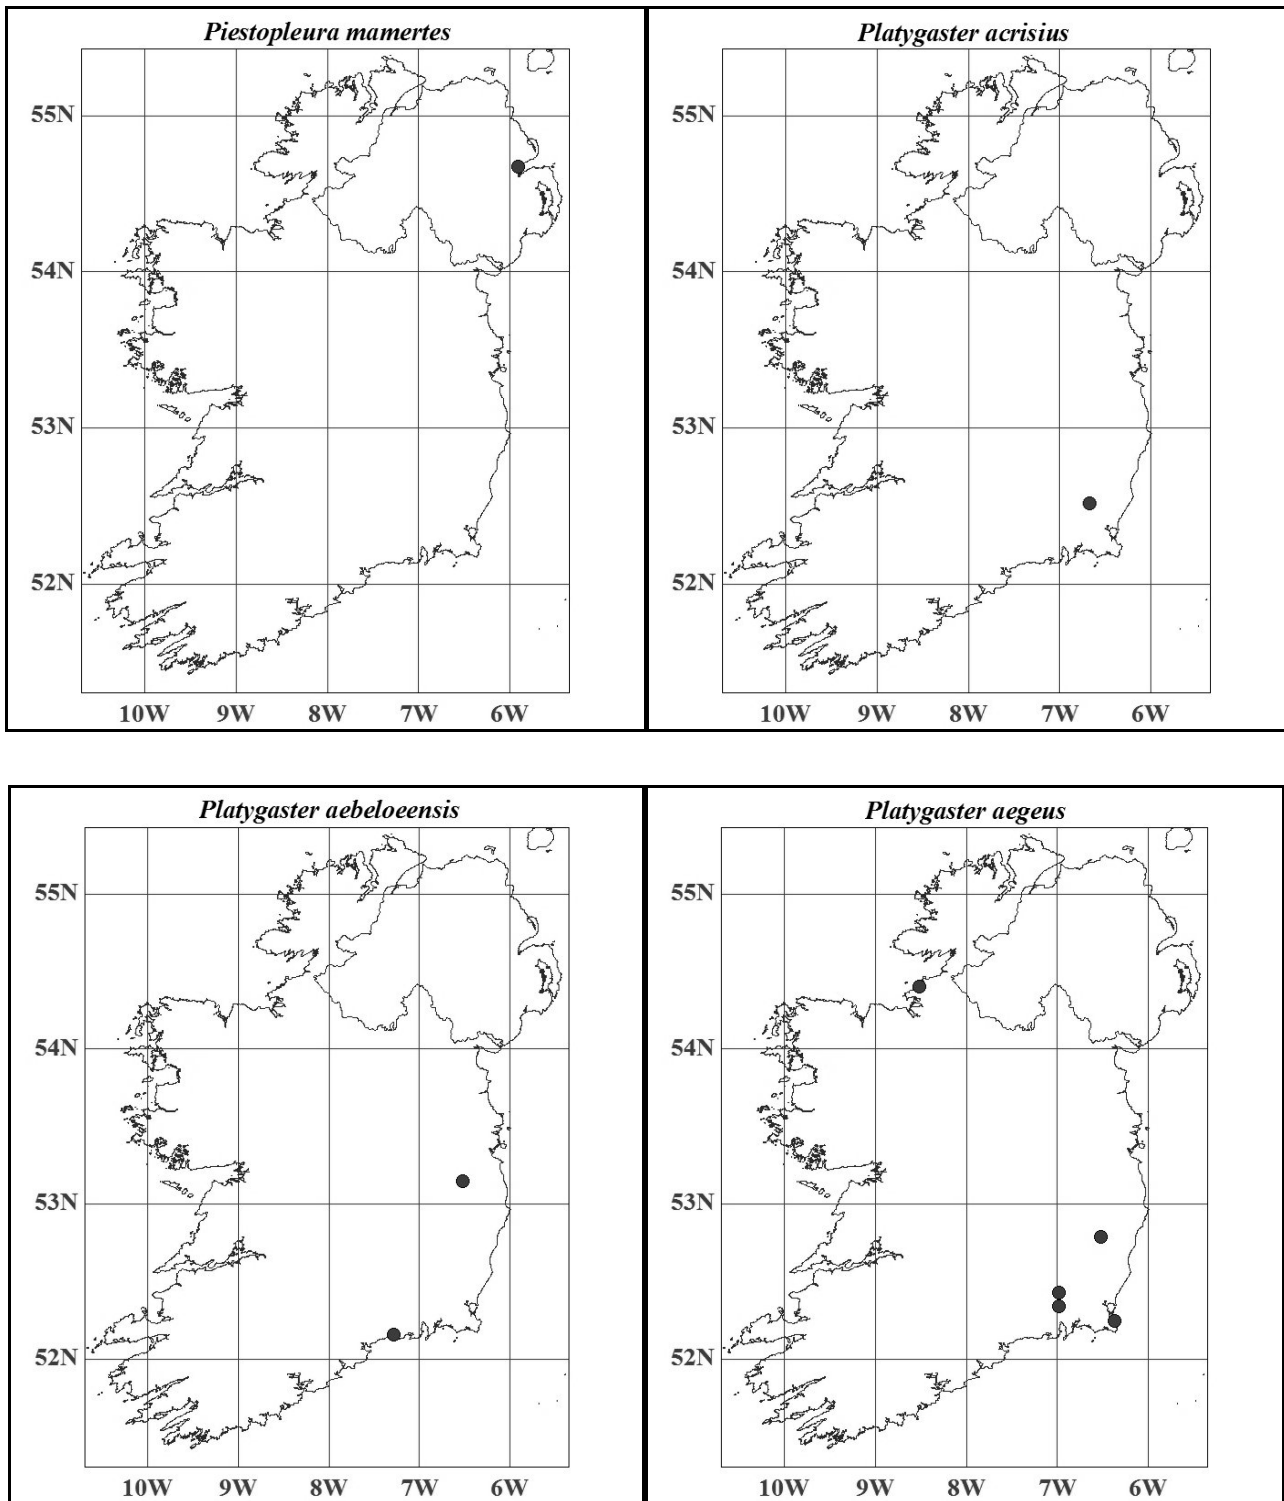 Piestopleura mamertes
55N
54N
53N
52N
10W 9W 8W 7W 6W
Platygaster acrisius
55N
54N
53N
52N
10W 9W 8W 7W 6W
Platygaster aebeloeensis
55N
54N
53N
52N
10W 9W 8W 7W 6W
Platygaster aegeus
55N
54N
53N
52N
10W 9W 8W 7W 6W